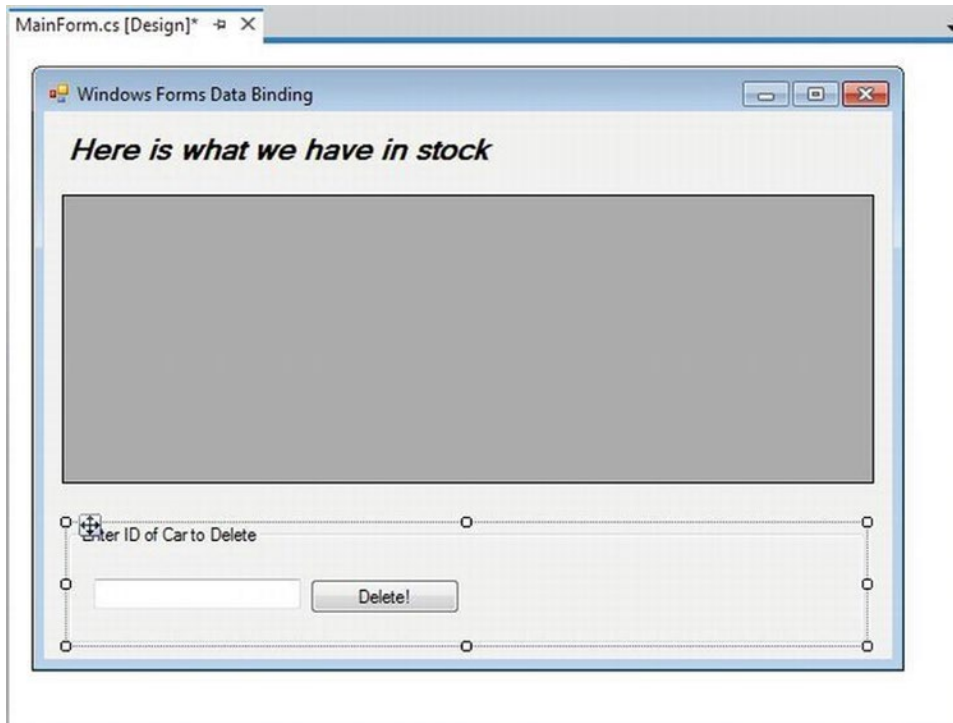 MainForm.cs [Design]*
Windows Forms Data Binding
Here is what we have in stock
Enter ID of Car to Delete
Delete!